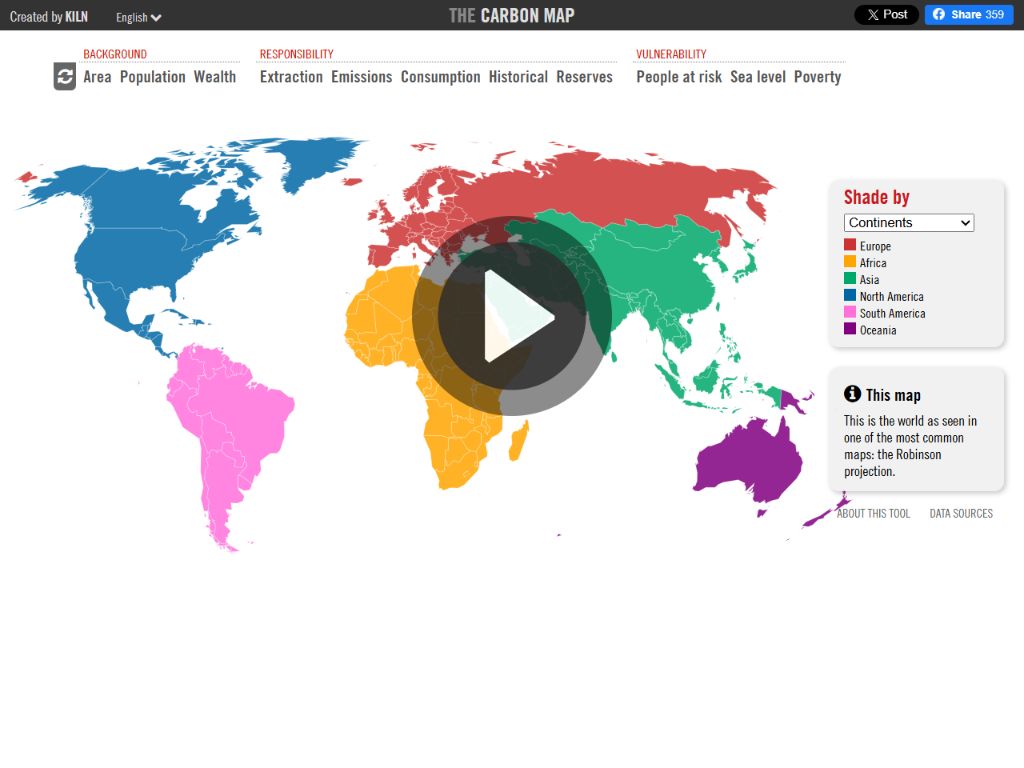 Created by KILN English THE CARBON MAP Post Share 359
BACKGROUND RESPONSIBILITY VULNERABILITY
Area Population Wealth Extraction Emissions Consumption Historical Reserves People at risk Sea level Poverty
Shade by
Continents
Europe
Africa
Asia
North America
South America
Oceania
This map
This is the world as seen in
one of the most common
maps: the Robinson
projection.
ABOUT THIS TOOL DATA SOURCES